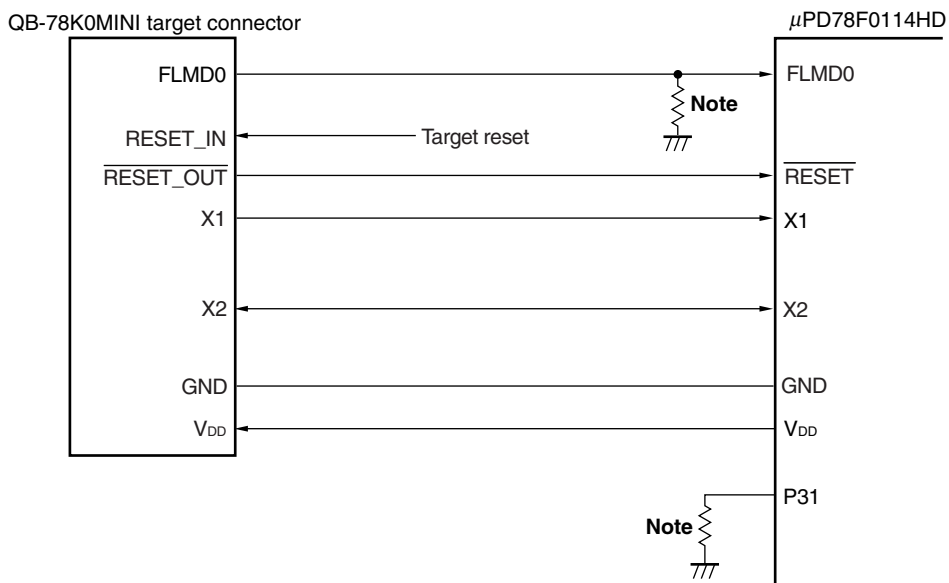 QB-78K0MINI target connector
μPD78F0114HD
FLMD0
FLMD0
Note
RESET_IN
Target reset
RESET_OUT
RESET
X1
X1
X2
X2
GND
GND
VDD
VDD
P31
Note